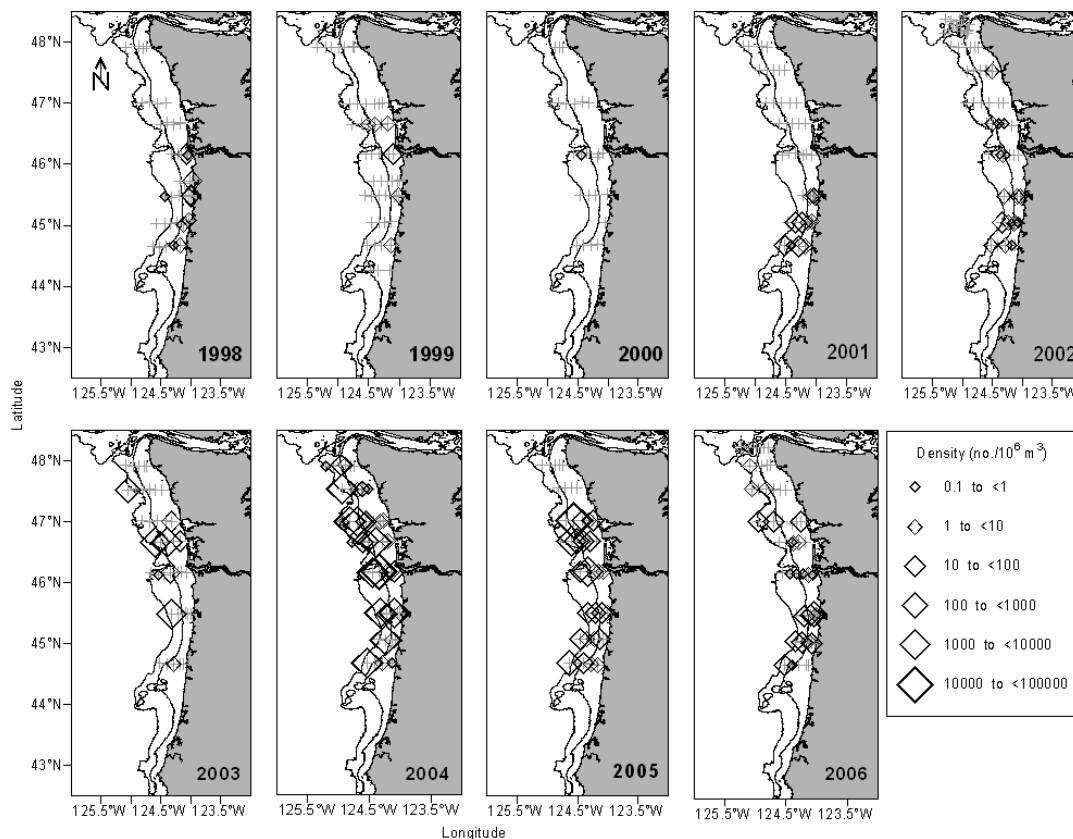 48°N
47°N
46°N
45°N
44°N
43°N
N
1998
1999
2000
2001
2002
125.5°W 124.5°W 123.5°W
125.5°W 124.5°W 123.5°W
125.5°W 124.5°W 123.5°W
125.5°W 124.5°W 123.5°W
125.5°W 124.5°W 123.5°W
Latitude
48°N
47°N
46°N
45°N
44°N
43°N
2003
2004
2005
2006
125.5°W 124.5°W 123.5°W
125.5°W 124.5°W 123.5°W
125.5°W 124.5°W 123.5°W
125.5°W 124.5°W 123.5°W
Longitude
Density (no./10⁶ m³)
0.1 to <1
1 to <10
10 to <100
100 to <1000
1000 to <10000
10000 to <100000